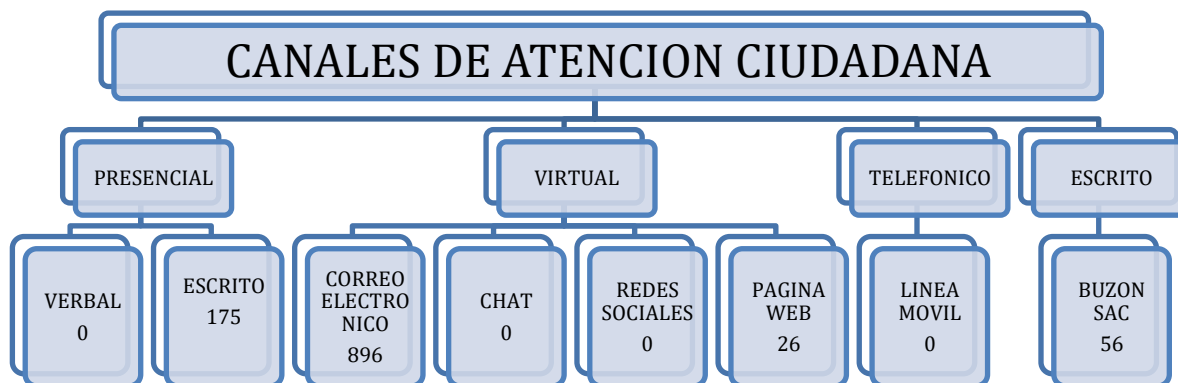 CANALES DE ATENCION CIUDADANA
PRESENCIAL
VIRTUAL
TELEFONICO
ESCRITO
VERBAL
0
ESCRITO
175
CORREO
ELECTRO
NICO
896
CHAT
0
REDES
SOCIALES
0
PAGINA
WEB
26
LINEA
MOVIL
0
BUZON
SAC
56